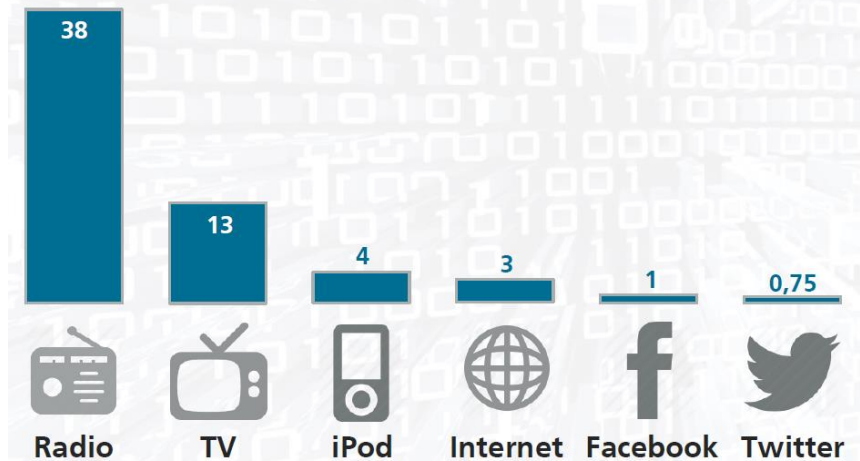 38
13
4
3
1
0,75
Radio
TV
iPod
Internet
Facebook
Twitter